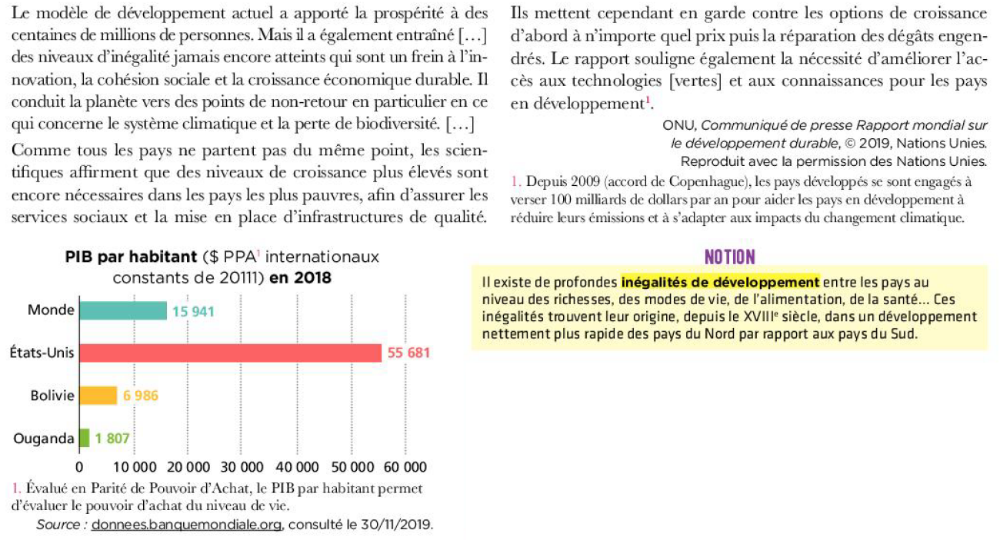 Le modèle de développement actuel a apporté la prospérité à des
centaines de millions de personnes. Mais il a également entraîné […]
des niveaux d'inégalité jamais encore atteints qui sont un frein à l'in-
novation, la cohésion sociale et la croissance économique durable. Il
conduit la planète vers des points de non-retour en particulier en ce
qui concerne le système climatique et la perte de biodiversité. […]
Comme tous les pays ne partent pas du même point, les scien-
tifiques affirment que des niveaux de croissance plus élevés sont
encore nécessaires dans les pays les plus pauvres, afin d'assurer les
services sociaux et la mise en place d'infrastructures de qualité.
Ils mettent cependant en garde contre les options de croissance
d'abord à n'importe quel prix puis la réparation des dégâts engen-
drés. Le rapport souligne également la nécessité d'améliorer l'ac-
cès aux technologies [vertes] et aux connaissances pour les pays
en développement¹.
ONU, Communiqué de presse Rapport mondial sur
le développement durable, © 2019, Nations Unies.
Reproduit avec la permission des Nations Unies.
1. Depuis 2009 (accord de Copenhague), les pays développés se sont engagés à
verser 100 milliards de dollars par an pour aider les pays en développement à
réduire leurs émissions et à s'adapter aux impacts du changement climatique.
PIB par habitant ($ PPA¹ internationaux
constants de 20111) en 2018
Monde 15 941
États-Unis 55 681
Bolivie 6 986
Ouganda 1 807
0 10 000 20 000 30 000 40 000 50 000 60 000
1. Évalué en Parité de Pouvoir d'Achat, le PIB par habitant permet
d'évaluer le pouvoir d'achat du niveau de vie.
Source : donnees.banquemondiale.org, consulté le 30/11/2019.
NOTION
Il existe de profondes inégalités de développement entre les pays au
niveau des richesses, des modes de vie, de l'alimentation, de la santé... Ces
inégalités trouvent leur origine, depuis le XVIIIᵉ siècle, dans un développement
nettement plus rapide des pays du Nord par rapport aux pays du Sud.